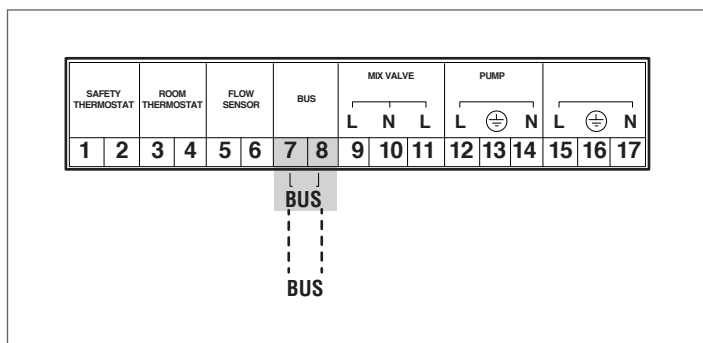 MIX VALVE PUMP
SAFETY THERMOSTAT ROOM THERMOSTAT FLOW SENSOR BUS
L N L L N L N
1 2 3 4 5 6 7 8 9 10 11 12 13 14 15 16 17
BUS
BUS